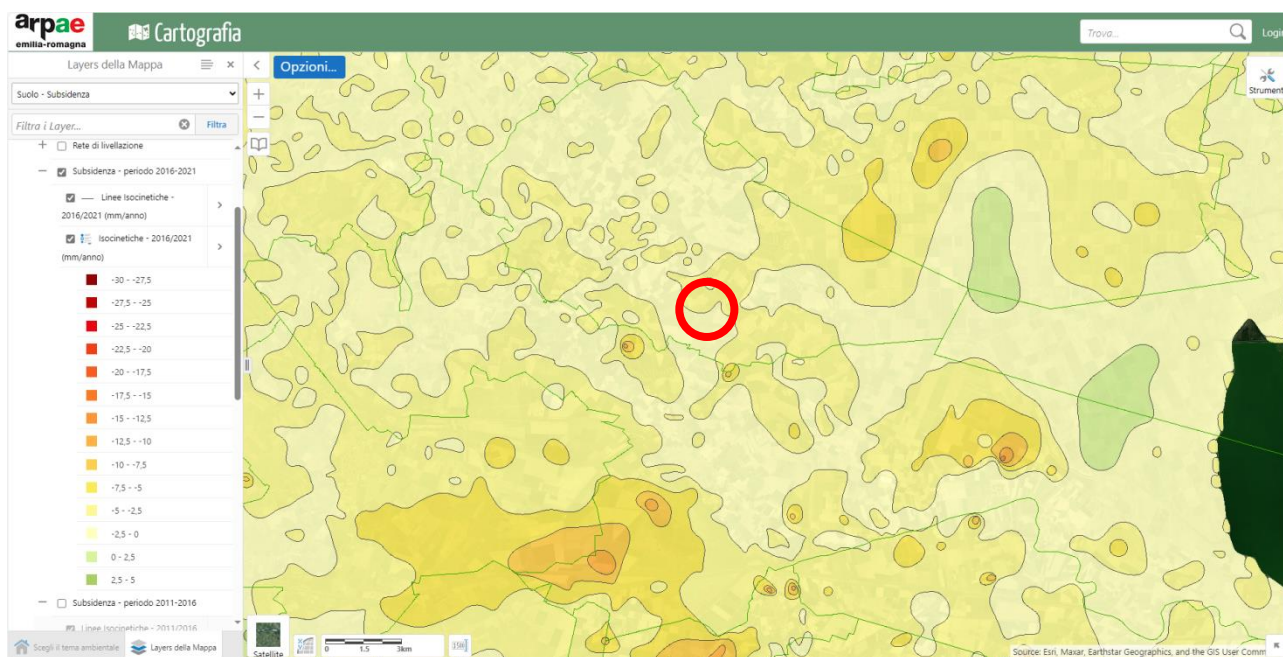 arpae
emilia-romagna
Cartografia
Trova...
Login
Layers della Mappa
Opzioni...
Suolo - Subsidenza
Strument
Filtra i Layer...
Filtra
Rete di livellazione
Subsidenza - periodo 2016-2021
Linee Isocinetiche -
2016/2021 (mm/anno)
Isocinetiche - 2016/2021
(mm/anno)
-30 - -27,5
-27,5 - -25
-25 - -22,5
-22,5 - -20
-20 - -17,5
-17,5 - -15
-15 - -12,5
-12,5 - -10
-10 - -7,5
-7,5 - -5
-5 - -2,5
-2,5 - 0
0 - 2,5
2,5 - 5
Subsidenza - periodo 2011-2016
Linee Isocinetiche - 2011/2016
Scegli il tema ambientale
Layers della Mappa
Satellite
0 1.5 3km
Source: Esri, Maxar, Earthstar Geographics, and the GIS User Comm